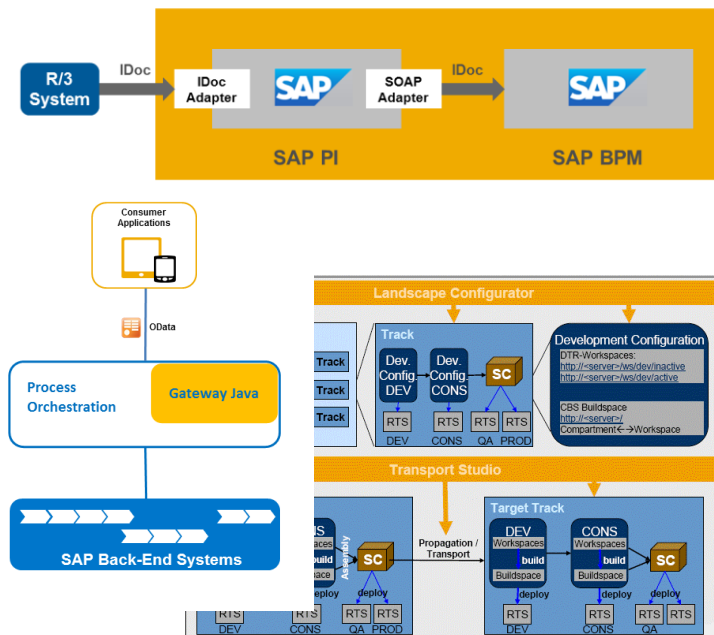 R/3
System
IDoc
IDoc
Adapter
SAP
SOAP
Adapter
IDoc
SAP
SAP PI
SAP BPM
Consumer
Applications
OData
Process
Orchestration
Gateway Java
SAP Back-End Systems
Landscape Configurator
Track
Track
Track
Track
Dev.
Config.
DEV
Dev.
Config.
CONS
SC
RTS
RTS
RTS
RTS
DEV
CONS
QA
PROD
Development Configuration
DTR-Workspaces:
http://<server>/ws/dev/inactive
http://<server>/ws/dev/active
CBS Buildspace
http://<server>/
Compartment←→Workspace
Transport Studio
Assembly
SC
deploy
RTS
RTS
RTS
RTS
DEV
CONS
QA
PROD
Propagation /
Transport
Target Track
DEV
Workspaces
build
Buildspace
deploy
CONS
Workspaces
build
Buildspace
deploy
SC
deploy
RTS
RTS
RTS
RTS
DEV
CONS
QA